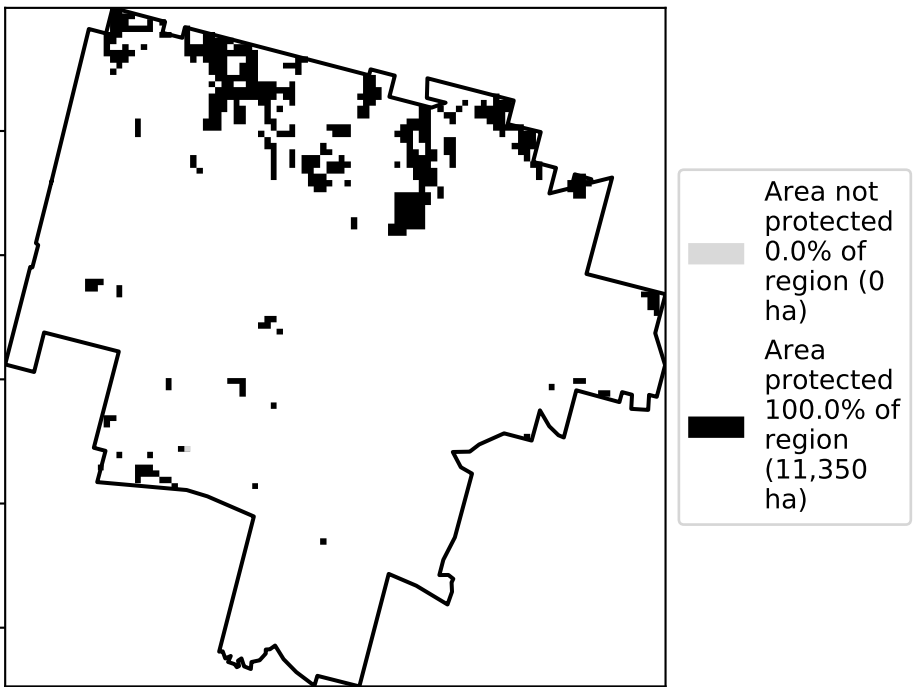 Area not
protected
0.0% of
region (0
ha)
Area
protected
100.0% of
region
(11,350
ha)